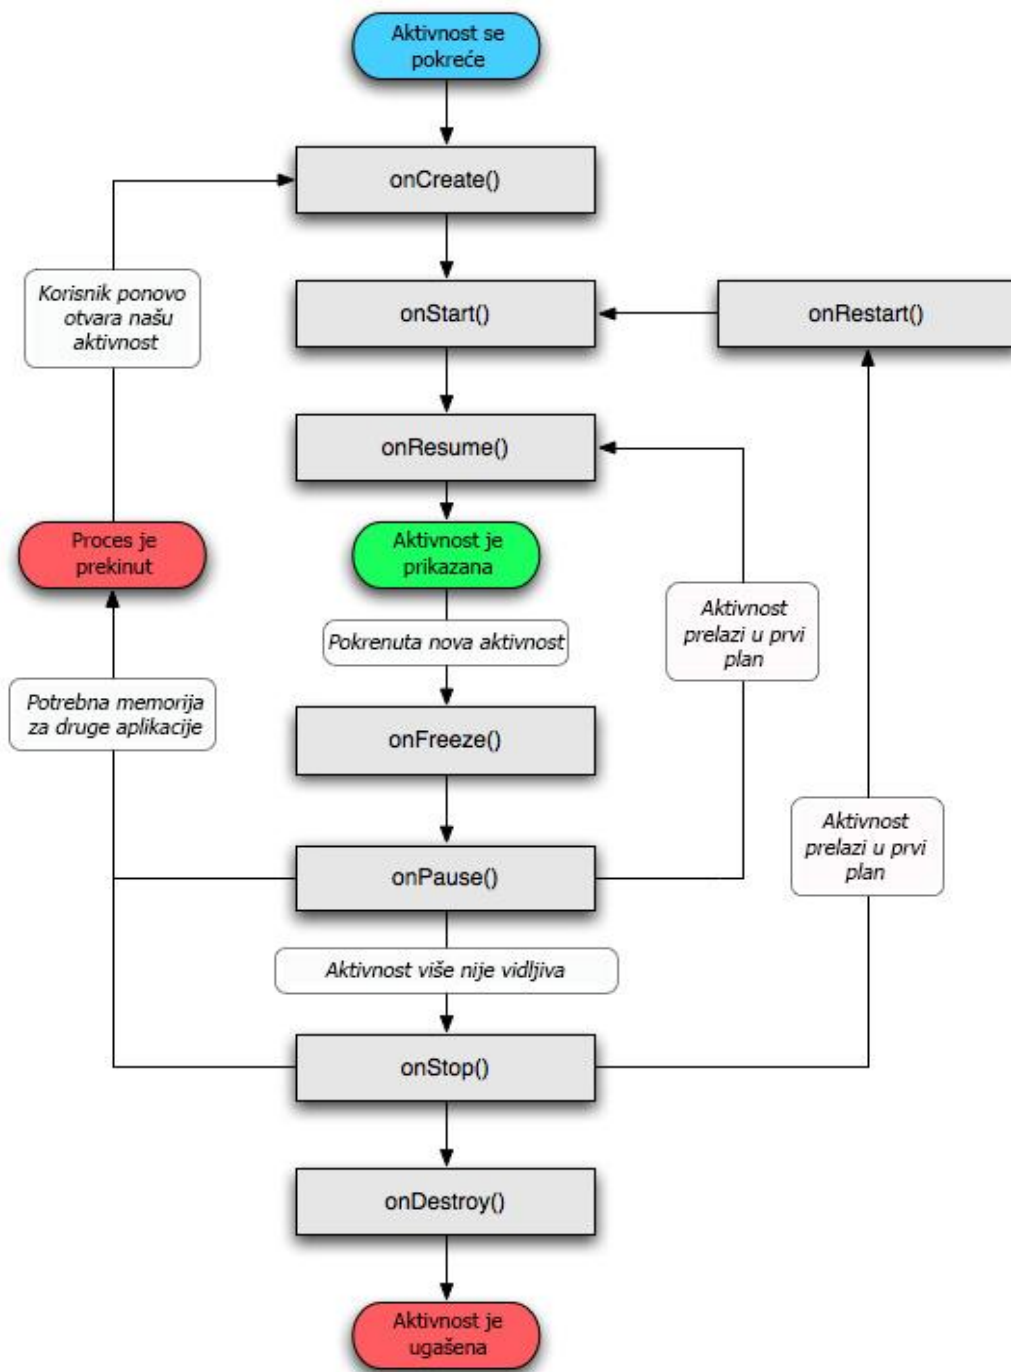 Aktivnost se
pokreće
onCreate()
Korisnik ponovo
otvara našu
aktivnost
onStart()
onRestart()
onResume()
Proces je
prekinut
Aktivnost je
prikazana
Aktivnost
prelazi u prvi
plan
Pokrenuta nova aktivnost
Potrebna memorija
za druge aplikacije
onFreeze()
Aktivnost
prelazi u prvi
plan
onPause()
Aktivnost više nije vidljiva
onStop()
onDestroy()
Aktivnost je
ugašena